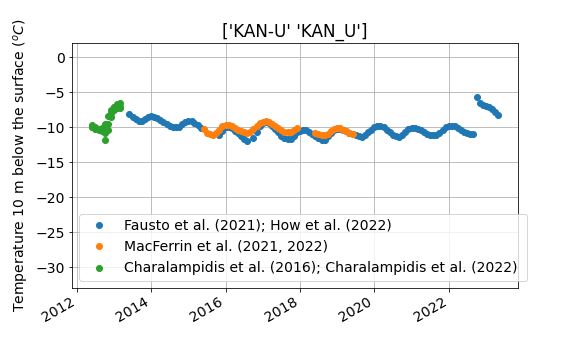 ['KAN-U' 'KAN_U']
Temperature 10 m below the surface (°C)
0
−5
−10
−15
−20
−25
−30
Fausto et al. (2021); How et al. (2022)
MacFerrin et al. (2021, 2022)
Charalampidis et al. (2016); Charalampidis et al. (2022)
2012
2014
2016
2018
2020
2022